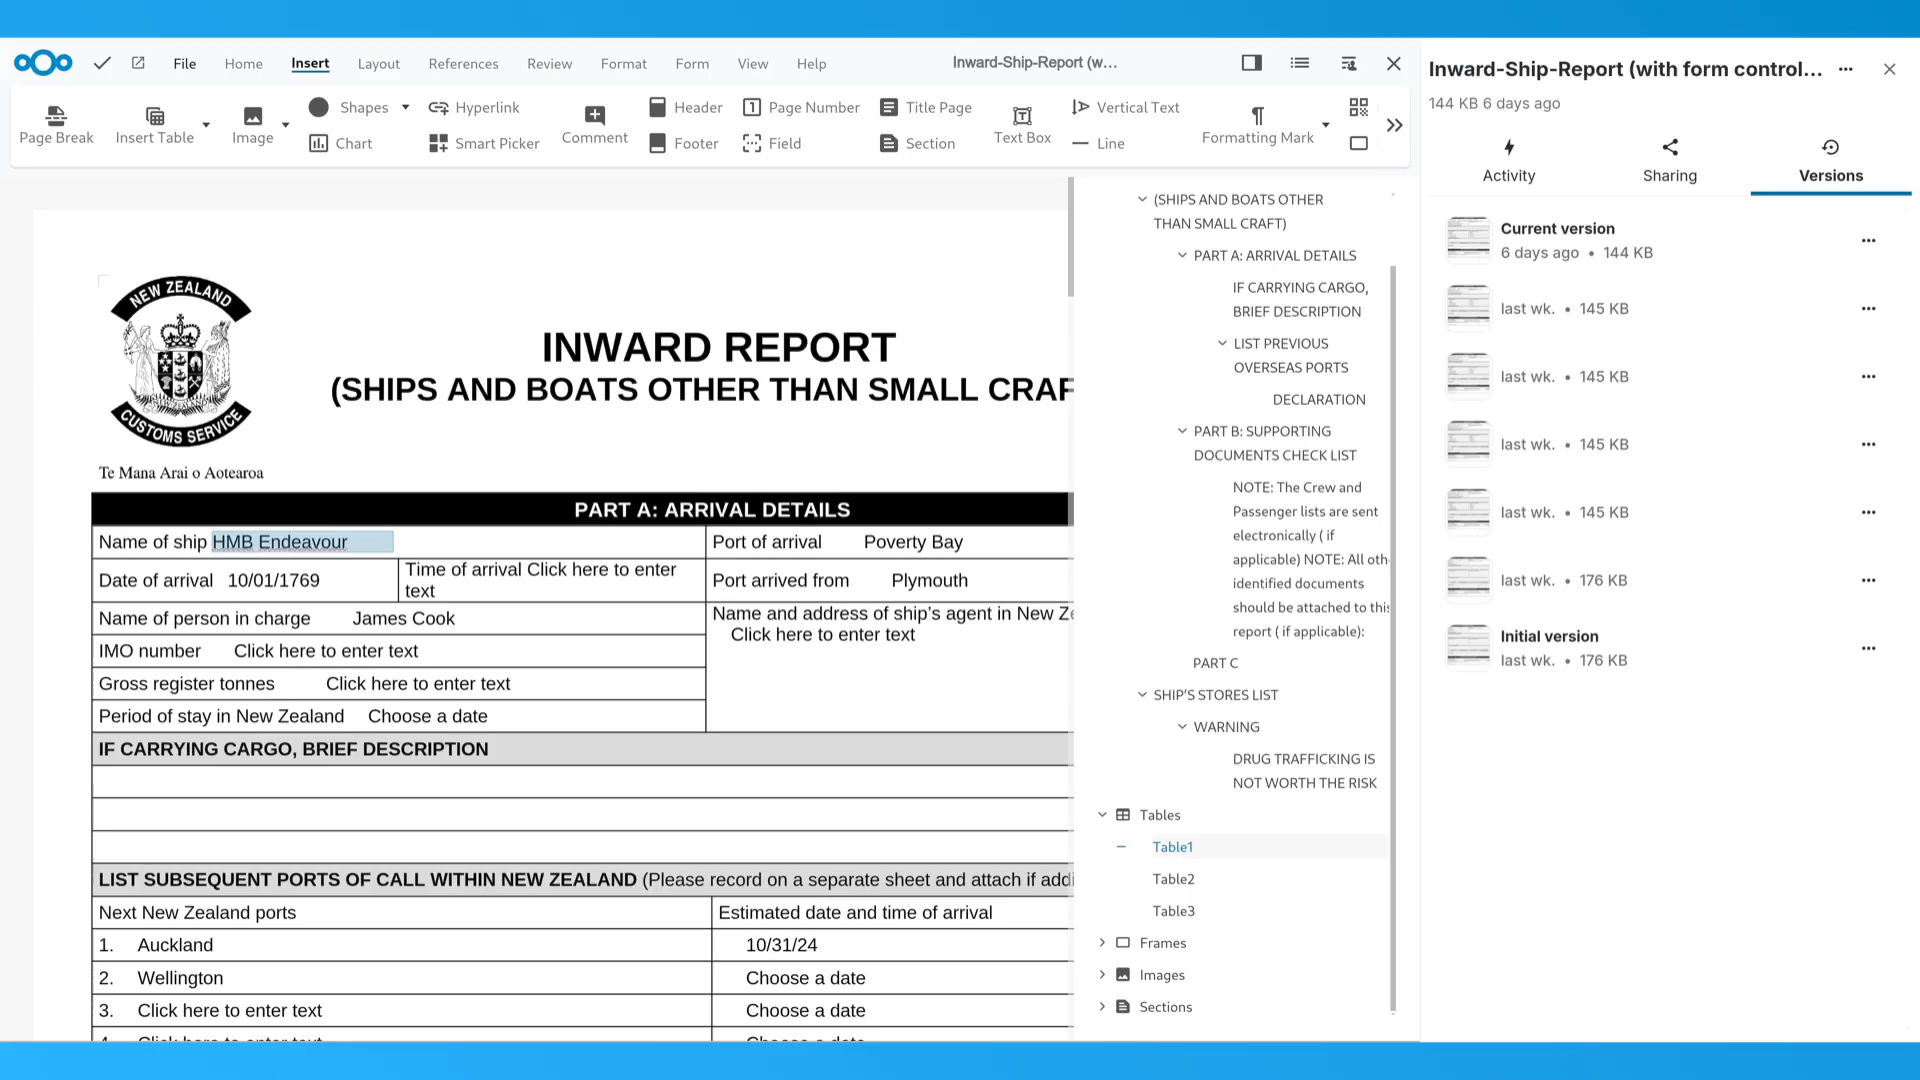 File
Home
Insert
Layout
References
Review
Format
Form
View
Help
Inward-Ship-Report (w...
Page Break
Insert Table
Image
Shapes
Chart
Hyperlink
Smart Picker
Comment
Header
Footer
Page Number
Field
Title Page
Section
Text Box
Vertical Text
Line
Formatting Mark
NEW ZEALAND
CUSTOMS SERVICE
Te Mana Arai o Aotearoa
INWARD REPORT
(SHIPS AND BOATS OTHER THAN SMALL CRAF
PART A: ARRIVAL DETAILS
Name of ship HMB Endeavour
Port of arrival Poverty Bay
Date of arrival 10/01/1769
Time of arrival Click here to enter
text
Port arrived from Plymouth
Name of person in charge James Cook
Name and address of ship's agent in New Ze
Click here to enter text
IMO number Click here to enter text
Gross register tonnes Click here to enter text
Period of stay in New Zealand Choose a date
IF CARRYING CARGO, BRIEF DESCRIPTION
LIST SUBSEQUENT PORTS OF CALL WITHIN NEW ZEALAND (Please record on a separate sheet and attach if addi
Next New Zealand ports
Estimated date and time of arrival
1. Auckland
10/31/24
2. Wellington
Choose a date
3. Click here to enter text
Choose a date
4. Click here to enter text
Choose a date
(SHIPS AND BOATS OTHER
THAN SMALL CRAFT)
PART A: ARRIVAL DETAILS
IF CARRYING CARGO,
BRIEF DESCRIPTION
LIST PREVIOUS
OVERSEAS PORTS
DECLARATION
PART B: SUPPORTING
DOCUMENTS CHECK LIST
NOTE: The Crew and
Passenger lists are sent
electronically ( if
applicable) NOTE: All oth
identified documents
should be attached to this
report ( if applicable):
PART C
SHIP'S STORES LIST
WARNING
DRUG TRAFFICKING IS
NOT WORTH THE RISK
Tables
Table1
Table2
Table3
Frames
Images
Sections
Inward-Ship-Report (with form control...
144 KB 6 days ago
Activity
Sharing
Versions
Current version
6 days ago • 144 KB
last wk. • 145 KB
last wk. • 145 KB
last wk. • 145 KB
last wk. • 145 KB
last wk. • 176 KB
Initial version
last wk. • 176 KB